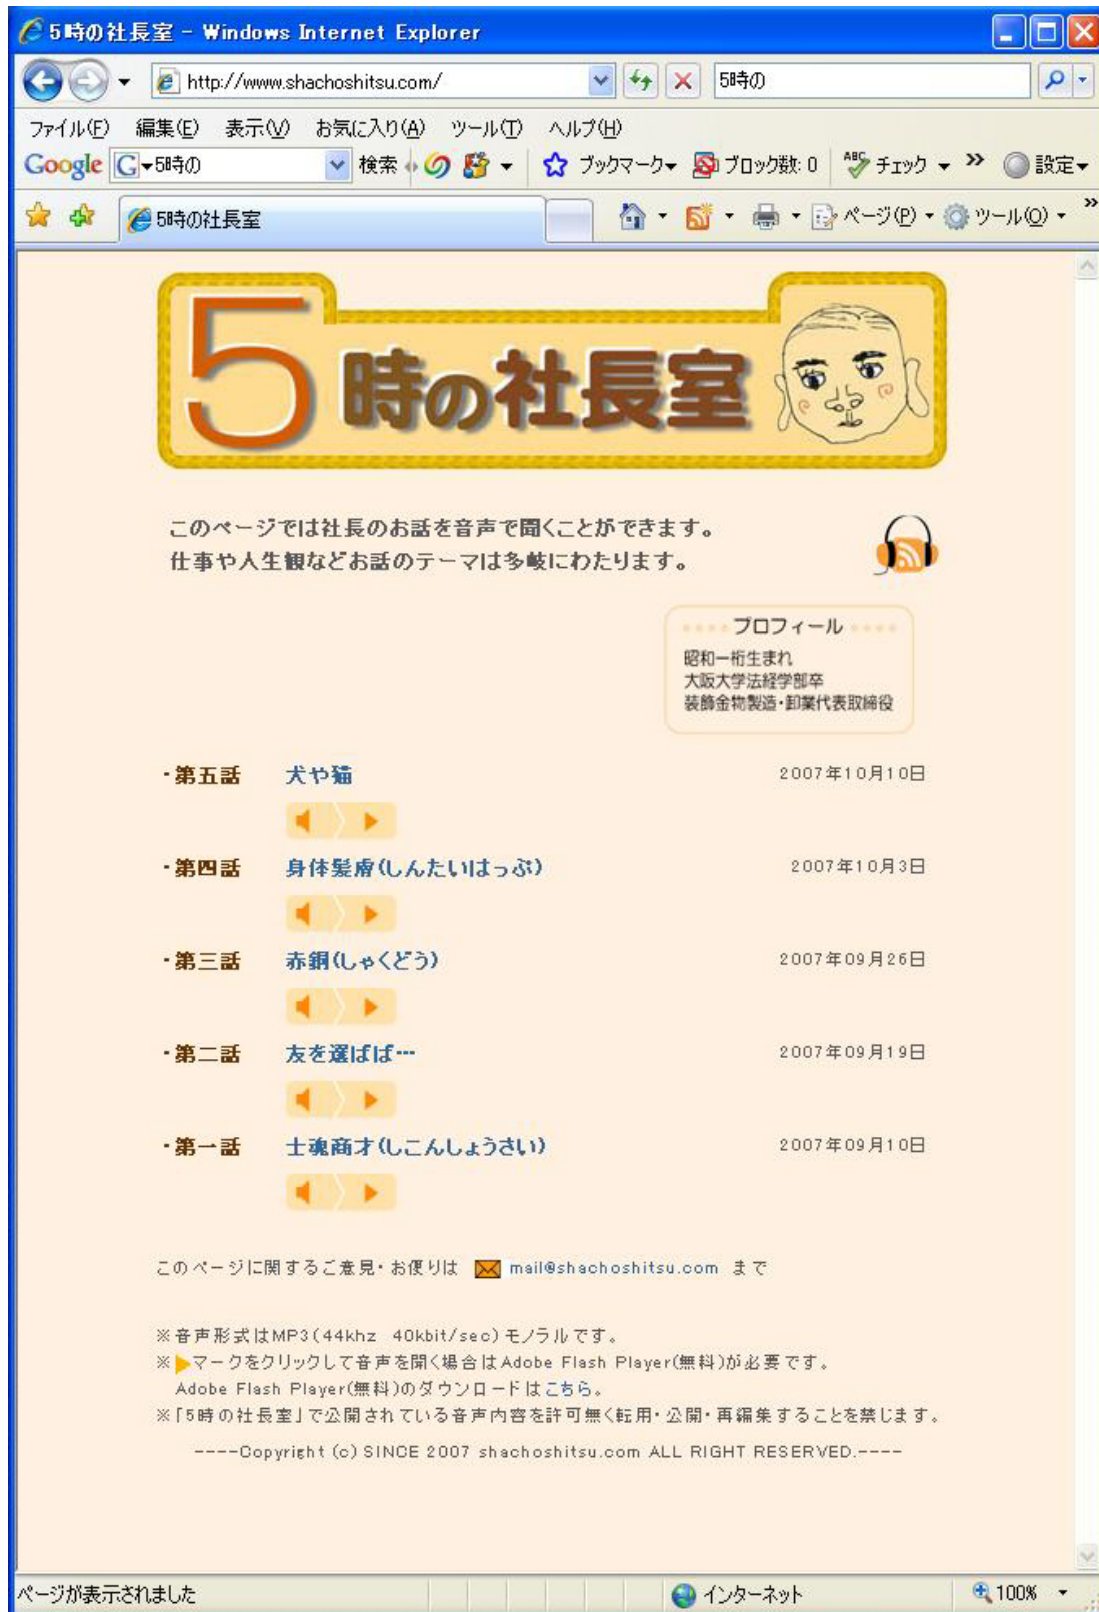 5時の社長室 - Windows Internet Explorer
http://www.shachoshitsu.com/ 5時の
ファイル(F) 編集(E) 表示(V) お気に入り(A) ツール(T) ヘルプ(H)
Google G 5時の 検索 ブックマーク ブロック数: 0 ABC チェック 設定
5時の社長室 ページ(P) ツール(O)
5時の社長室
このページでは社長のお話を音声で聞くことができます。
仕事や人生観などお話のテーマは多岐にわたります。
プロフィール
昭和一桁生まれ
大阪大学法経学部卒
装飾金物製造・卸業代表取締役
・第五話 犬や猫 2007年10月10日
・第四話 身体髪膚(しんたいはっぷ) 2007年10月3日
・第三話 赤銅(しゃくどう) 2007年09月26日
・第二話 友を選ばば… 2007年09月19日
・第一話 士魂商才(しこんしょうさい) 2007年09月10日
このページに関するご意見・お便りは mail@shachoshitsu.com まで
※音声形式はMP3(44khz 40kbit/sec)モノラルです。
※▶マークをクリックして音声を開く場合はAdobe Flash Player(無料)が必要です。
Adobe Flash Player(無料)のダウンロードはこちら。
※「5時の社長室」で公開されている音声内容を許可無く転用・公開・再編集することを禁じます。
----Copyright (c) SINCE 2007 shachoshitsu.com ALL RIGHT RESERVED.----
ページが表示されました インターネット 100%